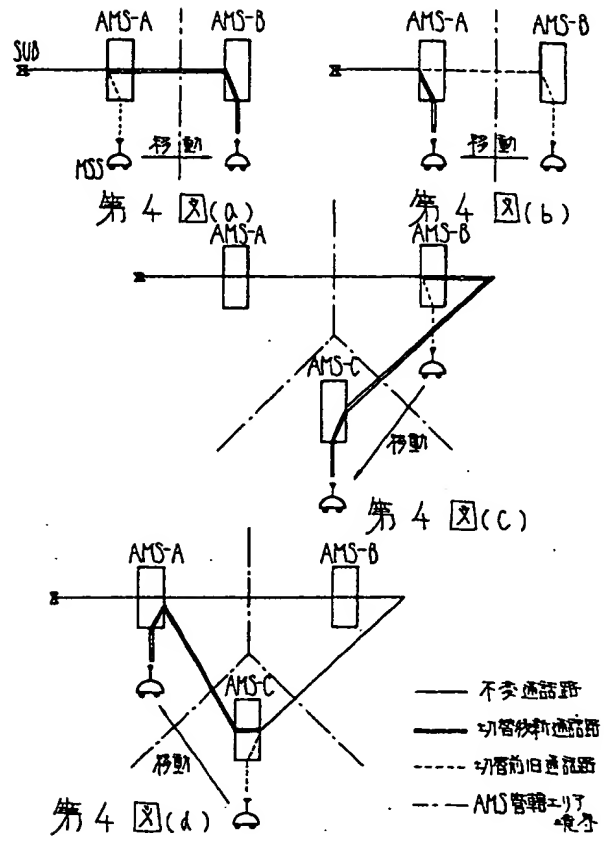 AMS-A AMS-B
SUB
MSS
移動
第4図(a)
AMS-A AMS-B
移動
第4図(b)
AMS-A
AMS-B
AMS-C
移動
第4図(C)
AMS-A
AMS-B
AMS-C
移動
第4図(d)
不変通話路
切替後新通話路
切替前旧通話路
AMS管轄エリア
境界